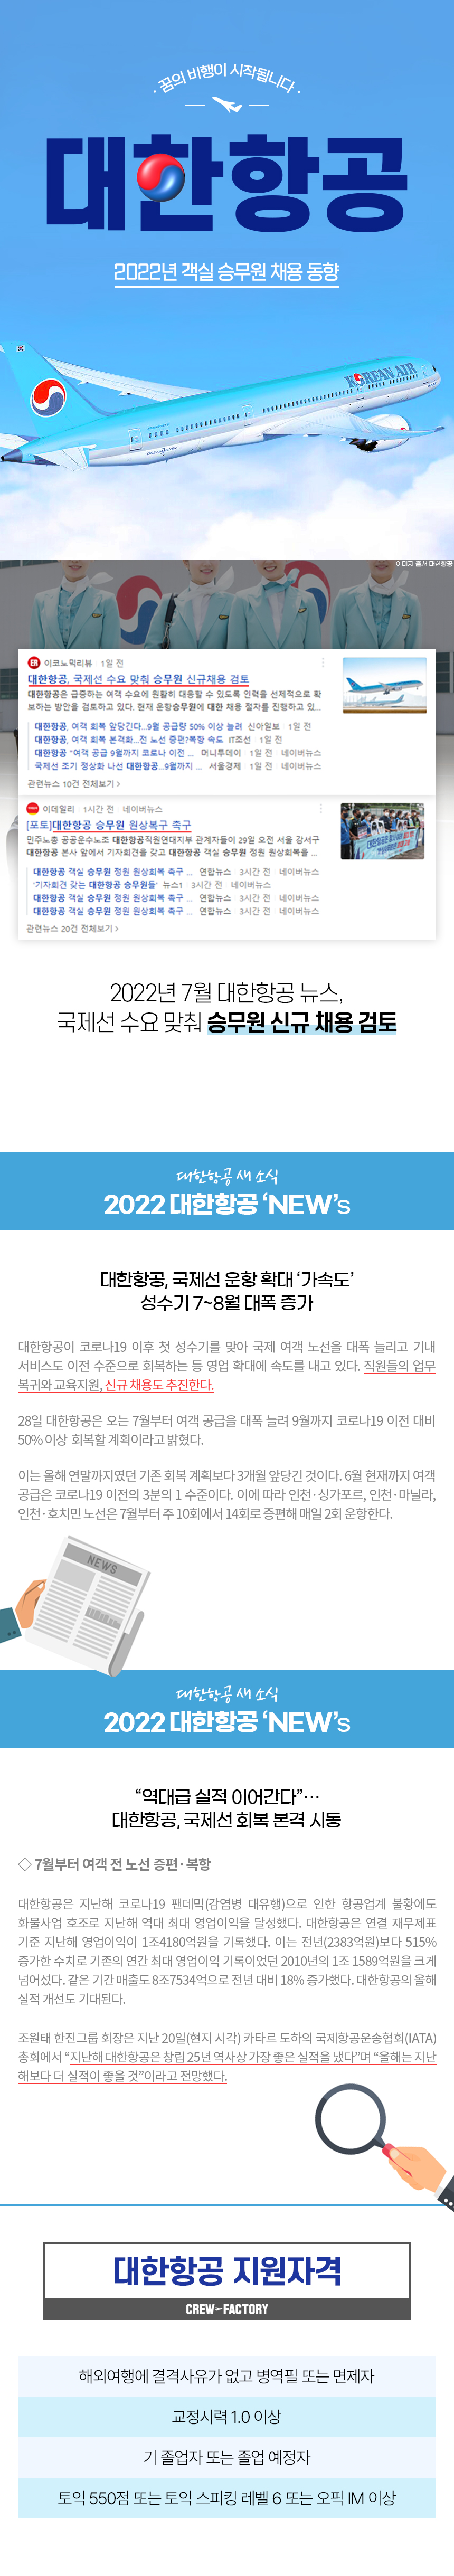 · 꿈의 비행이 시작됩니다 ·
대한항공
2022년 객실 승무원 채용 동향
KOREAN AIR
이미지 출처 대한항공
이코노믹리뷰 1일 전
대한항공, 국제선 수요 맞춰 승무원 신규채용 검토
대한항공은 급증하는 여객 수요에 원활히 대응할 수 있도록 인력을 선제적으로 확
보하는 방안을 검토하고 있다. 현재 운항승무원에 대한 채용 절차를 진행하고 있...
대한항공, 여객 회복 앞당긴다...9월 공급량 50% 이상 늘려 신아일보 1일 전
대한항공, 여객 회복 본격화...전 노선 증편?복항 속도 IT조선 1일 전
대한항공 "여객 공급 9월까지 코로나 이전 ... 머니투데이 1일 전 네이버뉴스
국제선 조기 정상화 나선 대한항공...9월까지 ... 서울경제 1일 전 네이버뉴스
관련뉴스 10건 전체보기 >
이데일리 1시간 전 네이버뉴스
[포토]대한항공 승무원 원상복구 촉구
민주노총 공공운수노조 대한항공직원연대지부 관계자들이 29일 오전 서울 강서구
대한항공 본사 앞에서 기자회견을 갖고 대한항공 객실 승무원 정원 원상회복을 ...
대한항공 객실 승무원 정원 원상회복 촉구 ... 연합뉴스 3시간 전 네이버뉴스
'기자회견 갖는 대한항공 승무원들' 뉴스1 3시간 전 네이버뉴스
대한항공 객실 승무원 정원 원상회복 촉구 ... 연합뉴스 3시간 전 네이버뉴스
대한항공 객실 승무원 정원 원상회복 촉구 ... 연합뉴스 3시간 전 네이버뉴스
관련뉴스 20건 전체보기 >
2022년 7월 대한항공 뉴스,
국제선 수요 맞춰 승무원 신규 채용 검토
대한항공 새 소식
2022 대한항공 ‘NEW’s
대한항공, 국제선 운항 확대 ‘가속도’
성수기 7~8월 대폭 증가
대한항공이 코로나19 이후 첫 성수기를 맞아 국제 여객 노선을 대폭 늘리고 기내
서비스도 이전 수준으로 회복하는 등 영업 확대에 속도를 내고 있다. 직원들의 업무
복귀와 교육지원, 신규 채용도 추진한다.
28일 대한항공은 오는 7월부터 여객 공급을 대폭 늘려 9월까지 코로나19 이전 대비
50% 이상 회복할 계획이라고 밝혔다.
이는 올해 연말까지였던 기존 회복 계획보다 3개월 앞당긴 것이다. 6월 현재까지 여객
공급은 코로나19 이전의 3분의 1 수준이다. 이에 따라 인천·싱가포르, 인천·마닐라,
인천·호치민 노선은 7월부터 주 10회에서 14회로 증편해 매일 2회 운항한다.
NEWS
대한항공 새 소식
2022 대한항공 ‘NEW’s
“역대급 실적 이어간다”…
대한항공, 국제선 회복 본격 시동
◇ 7월부터 여객 전 노선 증편·복항
대한항공은 지난해 코로나19 팬데믹(감염병 대유행)으로 인한 항공업계 불황에도
화물사업 호조로 지난해 역대 최대 영업이익을 달성했다. 대한항공은 연결 재무제표
기준 지난해 영업이익이 1조4180억원을 기록했다. 이는 전년(2383억원)보다 515%
증가한 수치로 기존의 연간 최대 영업이익 기록이었던 2010년의 1조 1589억원을 크게
넘어섰다. 같은 기간 매출도 8조7534억으로 전년 대비 18% 증가했다. 대한항공의 올해
실적 개선도 기대된다.
조원태 한진그룹 회장은 지난 20일(현지 시각) 카타르 도하의 국제항공운송협회(IATA)
총회에서 “지난해 대한항공은 창립 25년 역사상 가장 좋은 실적을 냈다”며 “올해는 지난
해보다 더 실적이 좋을 것”이라고 전망했다.
대한항공 지원자격
CREW FACTORY
해외여행에 결격사유가 없고 병역필 또는 면제자
교정시력 1.0 이상
기 졸업자 또는 졸업 예정자
토익 550점 또는 토익 스피킹 레벨 6 또는 오픽 IM 이상